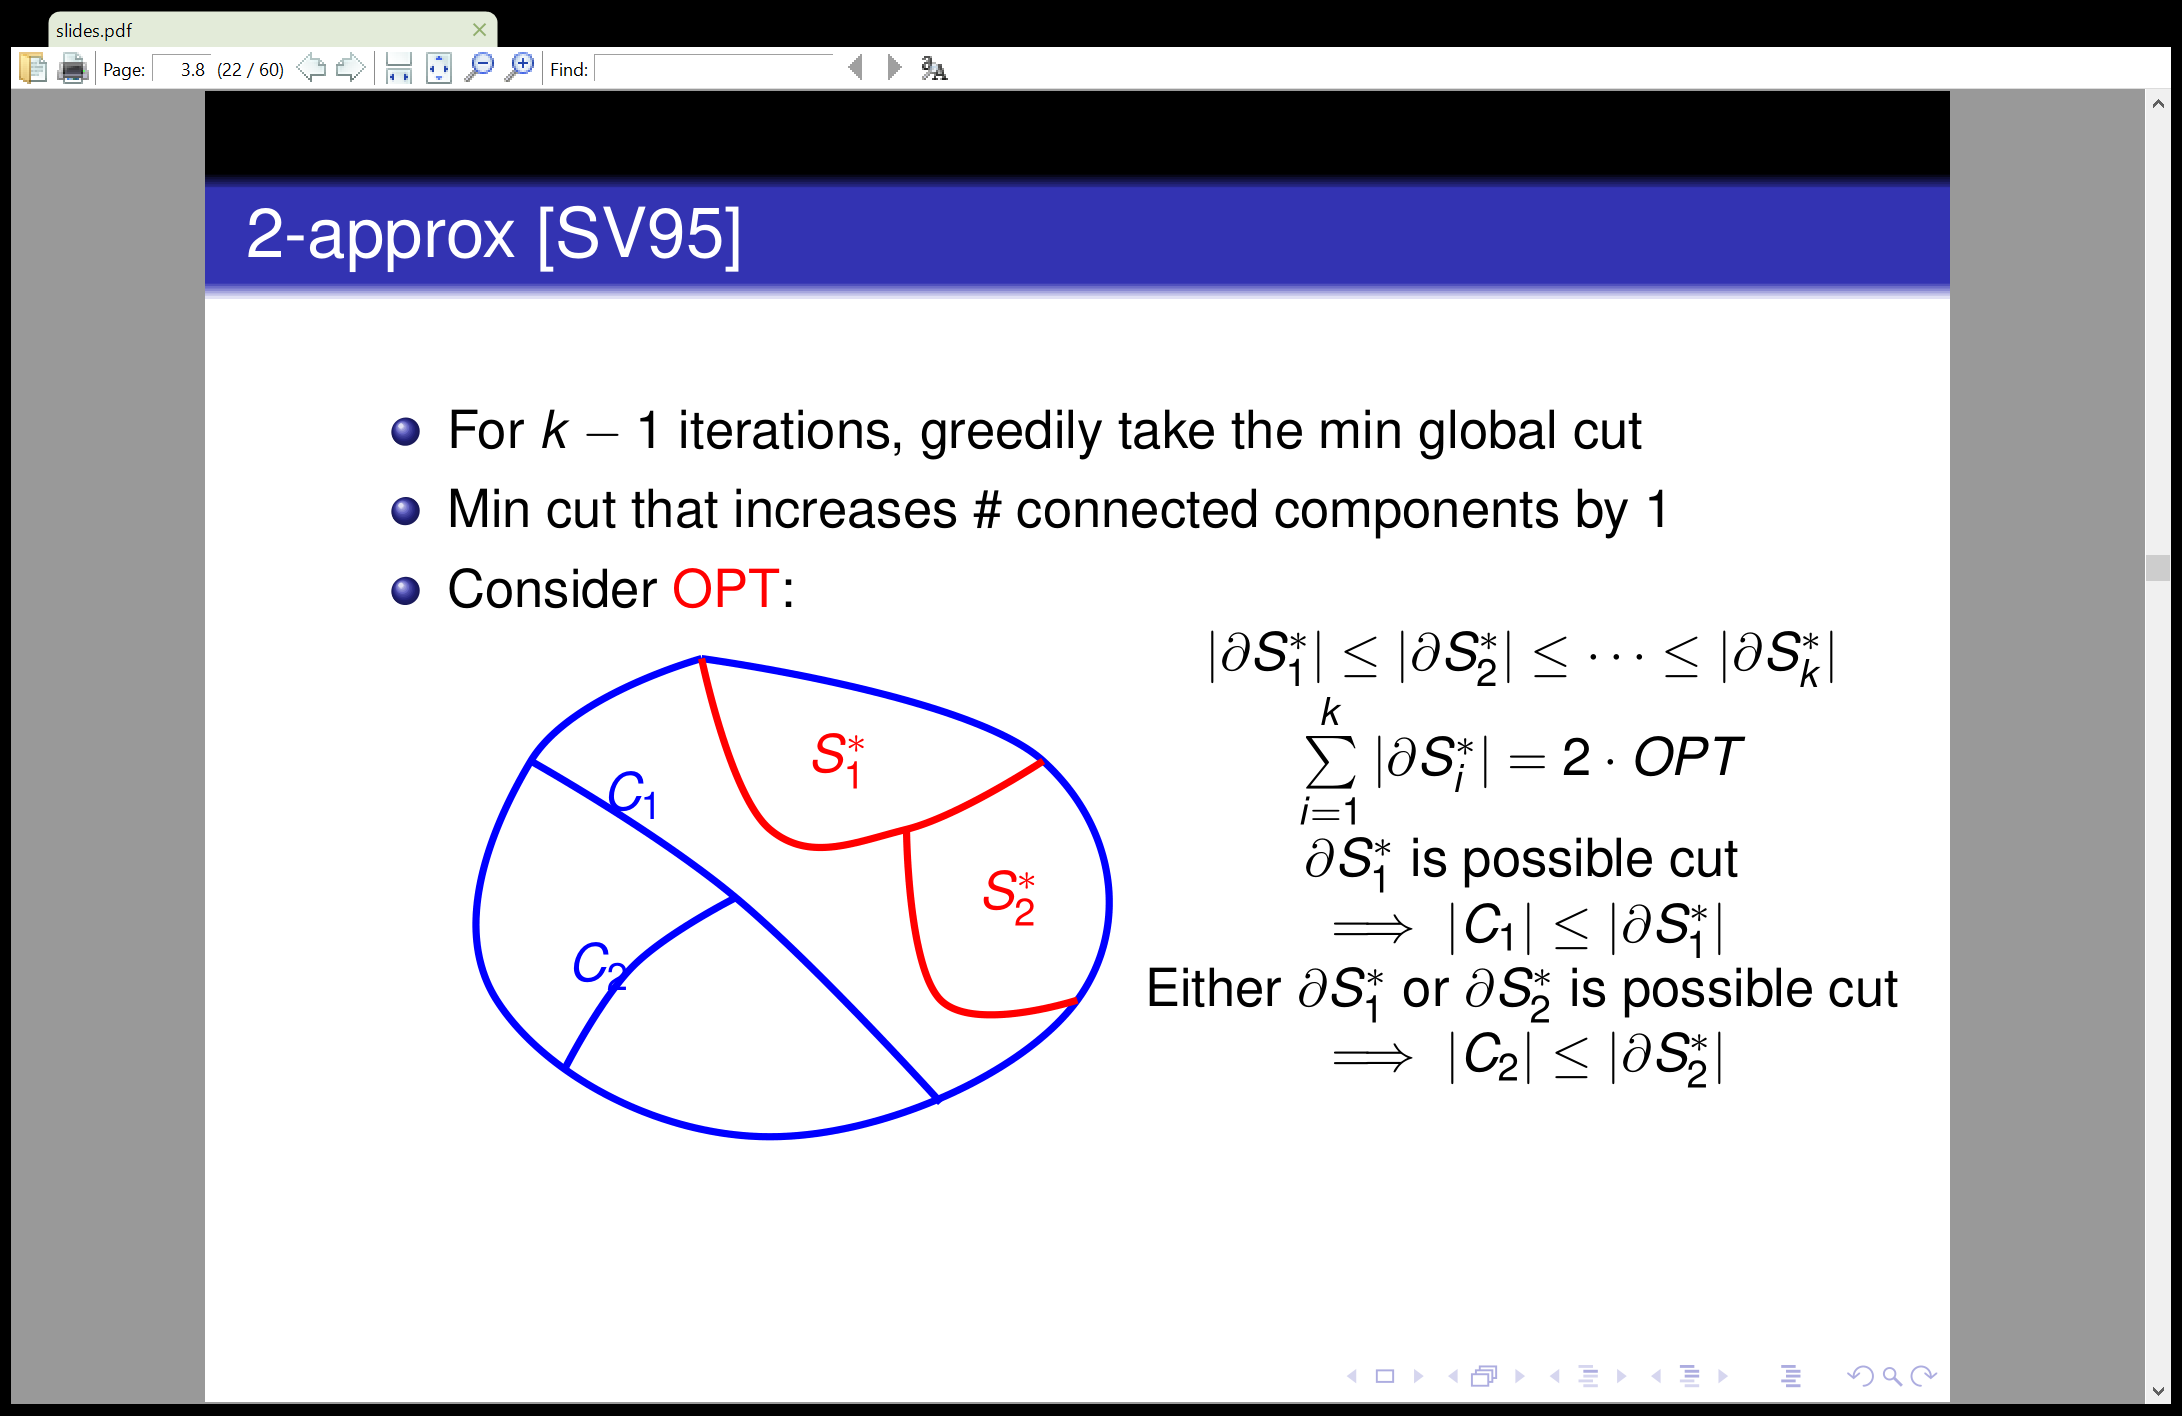 slides.pdf
Page: 3.8 (22 / 60) Find:
2-approx [SV95]
For k − 1 iterations, greedily take the min global cut
Min cut that increases # connected components by 1
Consider OPT:
|∂S₁*| ≤ |∂S₂*| ≤ ··· ≤ |∂Sₖ*|
∑ᵢ₌₁ᵏ |∂Sᵢ*| = 2 · OPT
∂S₁* is possible cut
⟹ |C₁| ≤ |∂S₁*|
Either ∂S₁* or ∂S₂* is possible cut
⟹ |C₂| ≤ |∂S₂*|
S₁*
C₁
S₂*
C₂